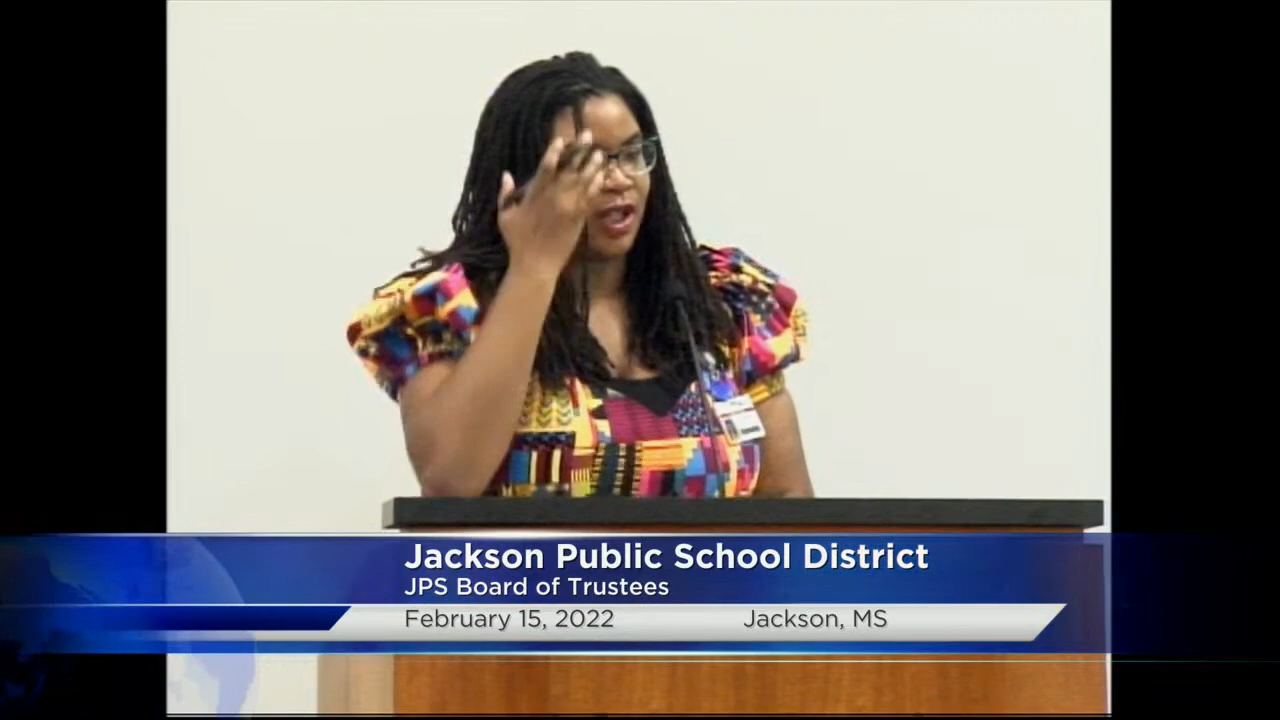 Jackson Public School District
JPS Board of Trustees
February 15, 2022 Jackson, MS